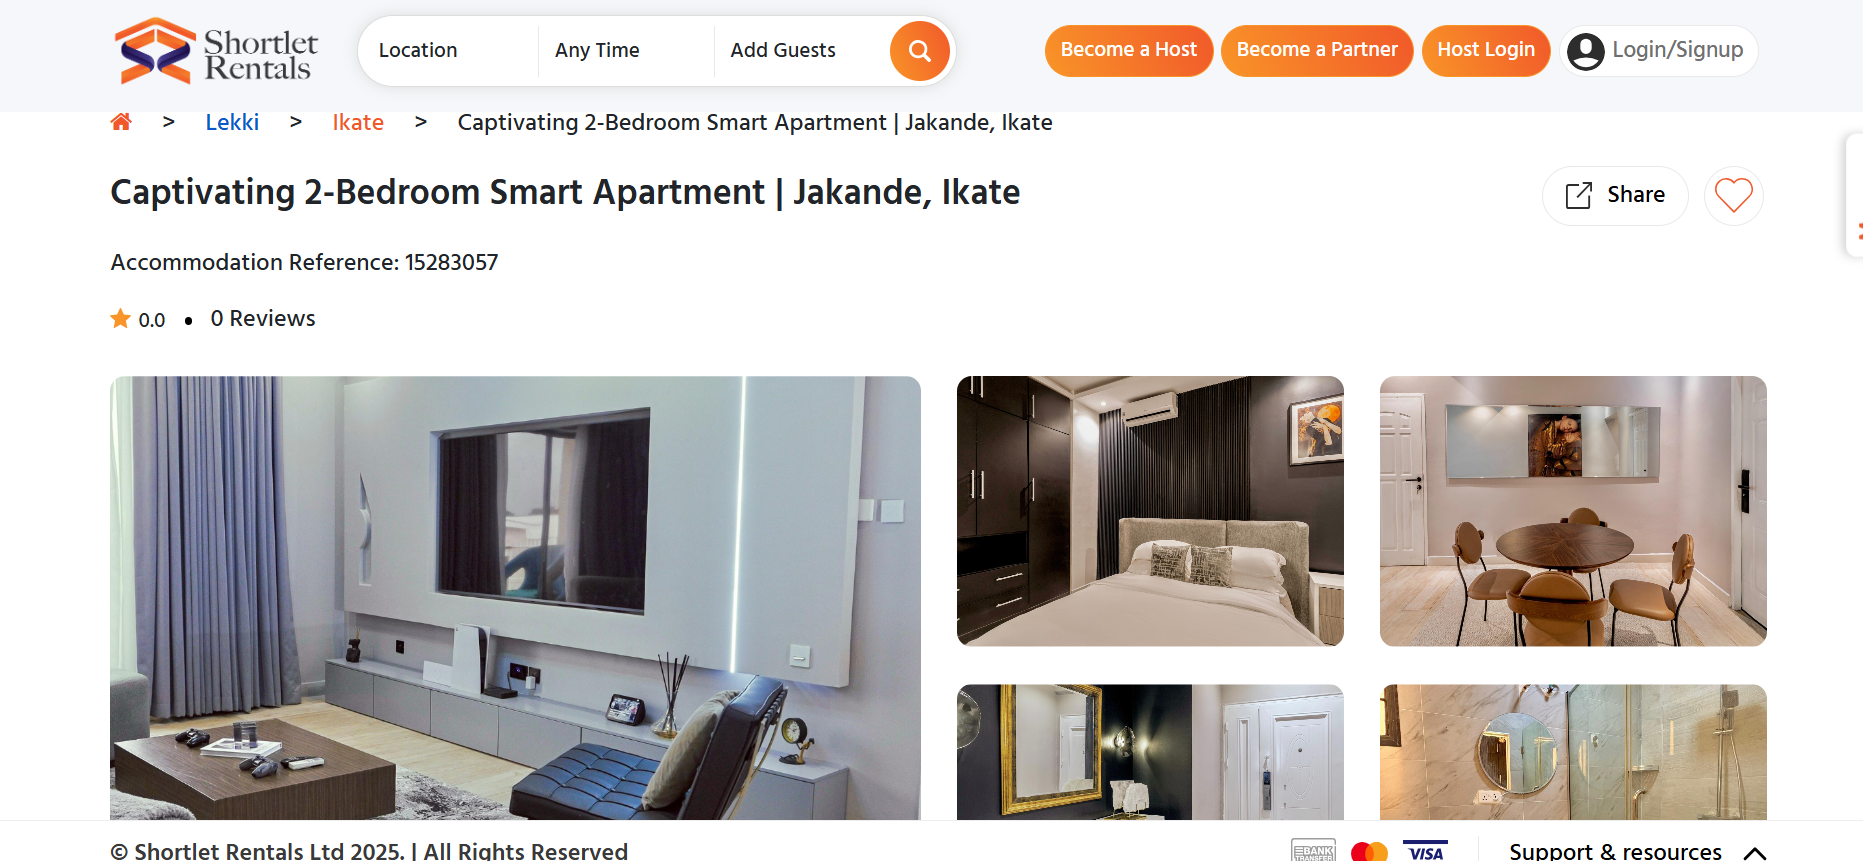 Shortlet
Rentals
Location
Any Time
Add Guests
Become a Host
Become a Partner
Host Login
Login/Signup
> Lekki > Ikate > Captivating 2-Bedroom Smart Apartment | Jakande, Ikate
Captivating 2-Bedroom Smart Apartment | Jakande, Ikate
Share
Accommodation Reference: 15283057
0.0 • 0 Reviews
© Shortlet Rentals Ltd 2025. | All Rights Reserved
BANK
TRANSFER
VISA
Support & resources